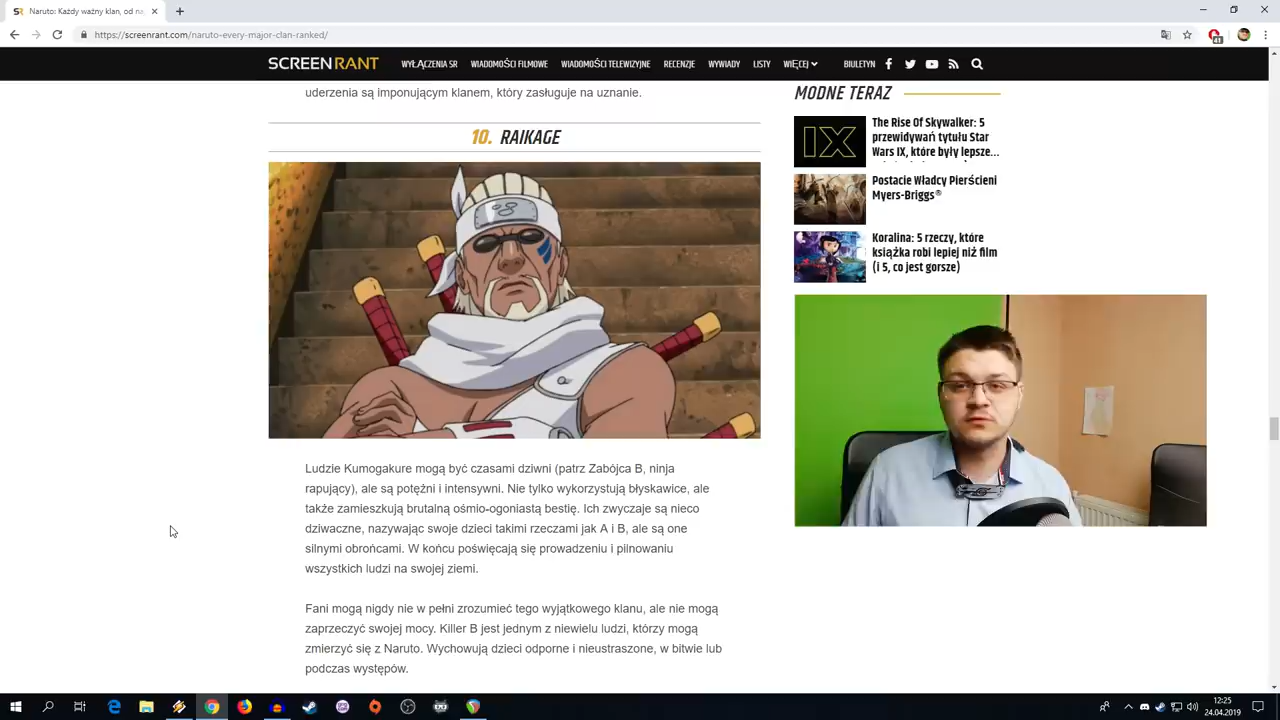 Naruto: Każdy ważny klan, od na
https://screenrant.com/naruto-every-major-clan-ranked/
41
SCREENRANT
WYŁĄCZENIA SR
WIADOMOŚCI FILMOWE
WIADOMOŚCI TELEWIZYJNE
RECENZJE
WYWIADY
LISTY
WIĘCEJ
BIULETYN
uderzenia są imponującym klanem, który zasługuje na uznanie.
10. RAIKAGE
Ludzie Kumogakure mogą być czasami dziwni (patrz Zabójca B, ninja
rapujący), ale są potężni i intensywni. Nie tylko wykorzystują błyskawice, ale
także zamieszkują brutalną ośmio-ogoniastą bestię. Ich zwyczaje są nieco
dziwaczne, nazywając swoje dzieci takimi rzeczami jak A i B, ale są one
silnymi obrońcami. W końcu poświęcają się prowadzeniu i pilnowaniu
wszystkich ludzi na swojej ziemi.
Fani mogą nigdy nie w pełni zrozumieć tego wyjątkowego klanu, ale nie mogą
zaprzeczyć swojej mocy. Killer B jest jednym z niewielu ludzi, którzy mogą
zmierzyć się z Naruto. Wychowują dzieci odporne i nieustraszone, w bitwie lub
podczas występów.
MODNE TERAZ
IX
The Rise Of Skywalker: 5
przewidywań tytułu Star
Wars IX, które były lepsze...
Postacie Władcy Pierścieni
Myers-Briggs®
Koralina: 5 rzeczy, które
książka robi lepiej niż film
(i 5, co jest gorsze)
12:25
24.04.2019